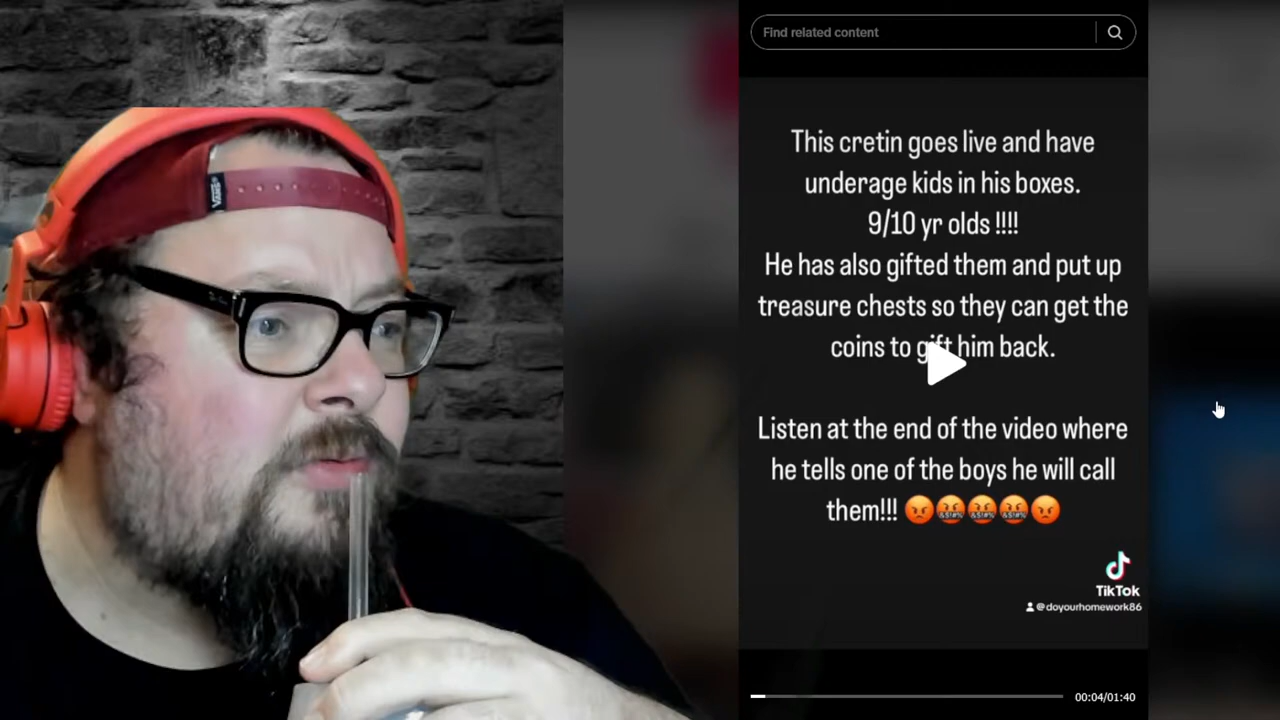 Find related content
This cretin goes live and have
underage kids in his boxes.
9/10 yr olds !!!!
He has also gifted them and put up
treasure chests so they can get the
coins to gift him back.
Listen at the end of the video where
he tells one of the boys he will call
them!!! 😡🤬🤬🤬😡
TikTok
@doyourhomework86
00:04/01:40
VANS